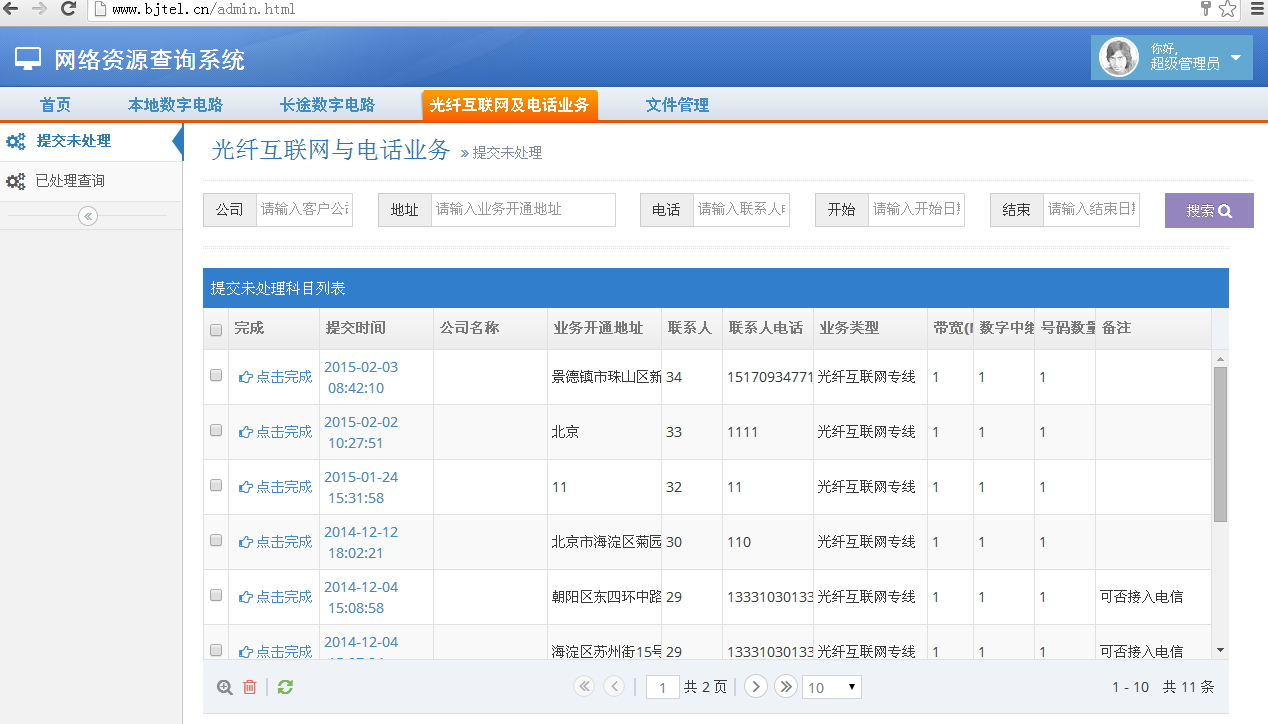 www.bjtel.cn/admin.html
网络资源查询系统
你好,
超级管理员
首页 本地数字电路 长途数字电路 光纤互联网及电话业务 文件管理
提交未处理
已处理查询
光纤互联网与电话业务 » 提交未处理
公司 请输入客户公 地址 请输入业务开通地址 电话 请输入联系人 开始 请输入开始日 结束 请输入结束日 搜索
提交未处理科目列表
完成 提交时间 公司名称 业务开通地址 联系人 联系人电话 业务类型 带宽( 数字中 号码数量 备注
点击完成 2015-02-03 08:42:10 景德镇市珠山区新 34 15170934771 光纤互联网专线 1 1 1
点击完成 2015-02-02 10:27:51 北京 33 1111 光纤互联网专线 1 1 1
点击完成 2015-01-24 15:31:58 11 32 11 光纤互联网专线 1 1 1
点击完成 2014-12-12 18:02:21 北京市海淀区菊园 30 110 光纤互联网专线 1 1 1
点击完成 2014-12-04 15:08:58 朝阳区东四环中路 29 13331030133 光纤互联网专线 1 1 1 可否接入电信
点击完成 2014-12-04 海淀区苏州街15号 29 13331030133 光纤互联网专线 1 1 1 可否接入电信
1 共 2 页 10 1 - 10 共 11 条